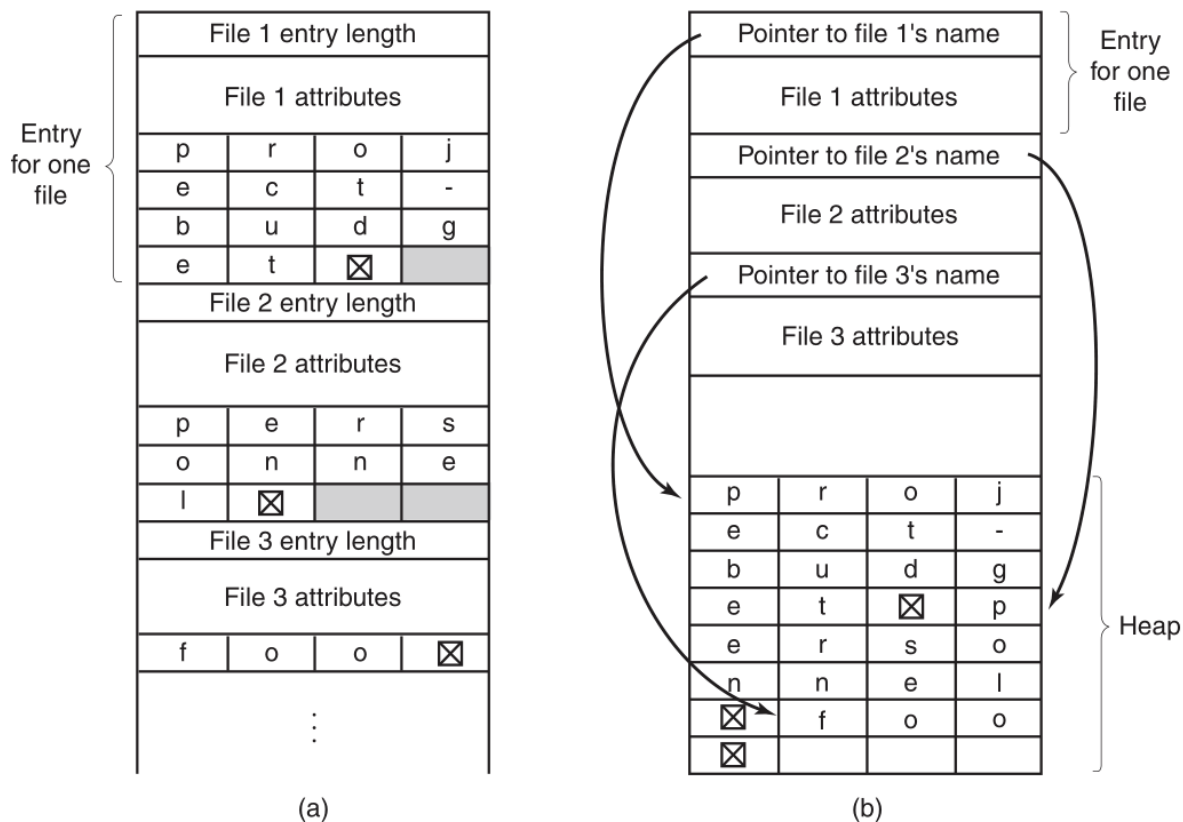 File 1 entry length
File 1 attributes
Entry
for one
file
p r o j
e c t -
b u d g
e t
File 2 entry length
File 2 attributes
p e r s
o n n e
l
File 3 entry length
File 3 attributes
f o o
(a)
Pointer to file 1's name
File 1 attributes
Entry
for one
file
Pointer to file 2's name
File 2 attributes
Pointer to file 3's name
File 3 attributes
p r o j
e c t -
b u d g
e t p
e r s o
n n e l
f o o
Heap
(b)